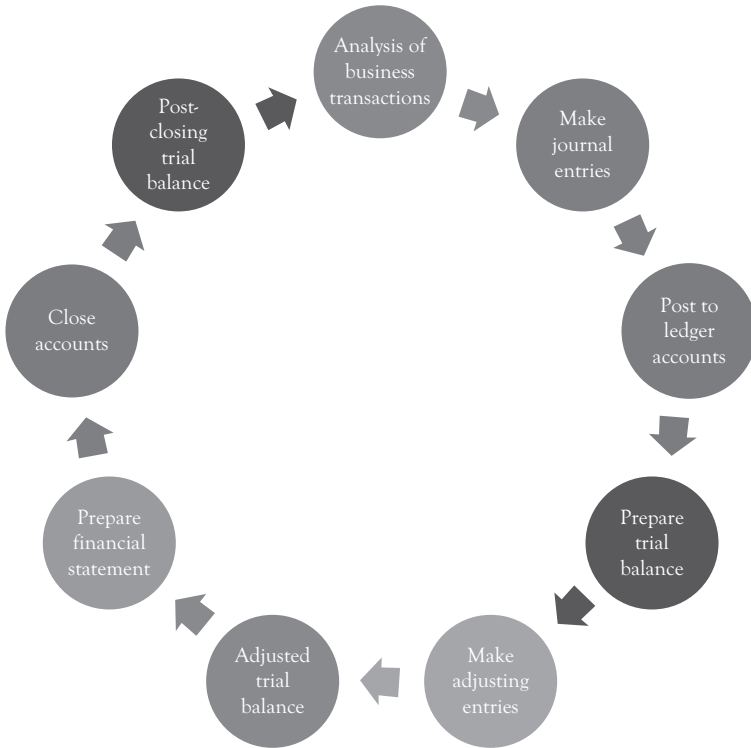 Analysis of
business
transactions
Make
journal
entries
Post to
ledger
accounts
Prepare
trial
balance
Make
adjusting
entries
Adjusted
trial
balance
Prepare
financial
statement
Close
accounts
Post-
closing
trial
balance